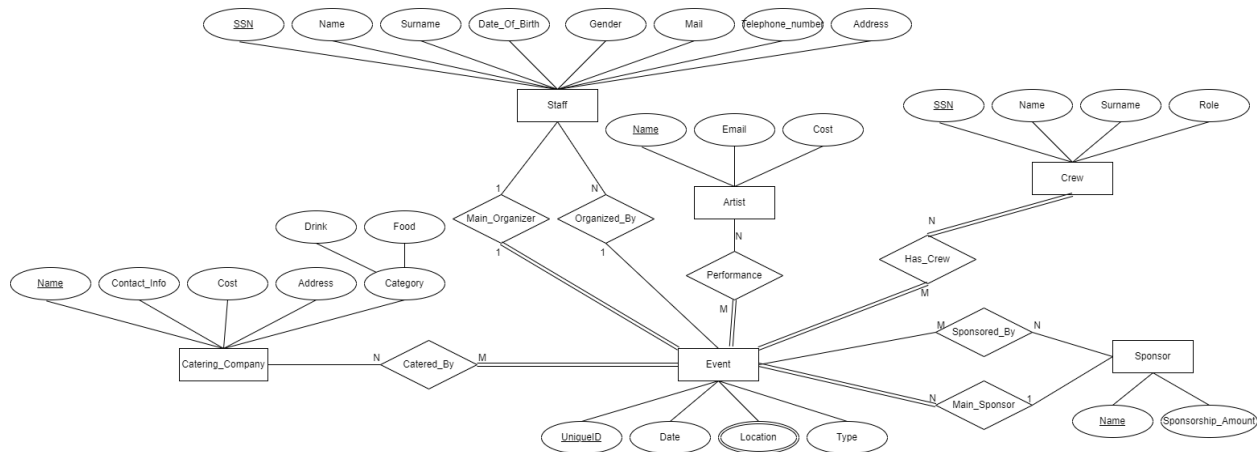 SSN
Name
Surname
Date_Of_Birth
Gender
Mail
Telephone_number
Address
Staff
SSN
Name
Surname
Role
Crew
Name
Email
Cost
Artist
1
N
Main_Organizer
Organized_By
1
1
N
Performance
M
N
Has_Crew
M
Drink
Food
Name
Contact_Info
Cost
Address
Category
Catering_Company
N
Catered_By
M
Event
M
Sponsored_By
N
Sponsor
N
Main_Sponsor
1
Name
Sponsorship_Amount
UniqueID
Date
Location
Type